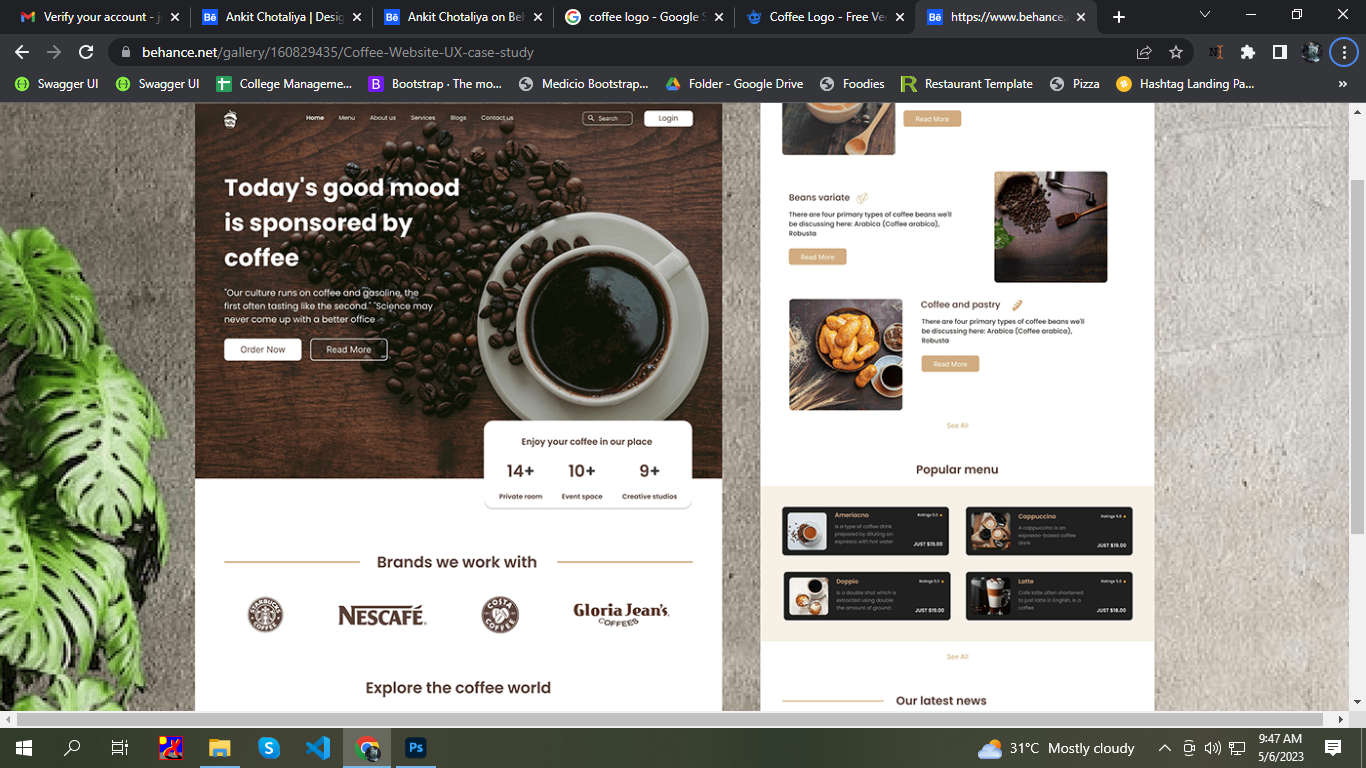 Verify your account - j
Ankit Chotaliya | Desig
Ankit Chotaliya on Beh
coffee logo - Google S
Coffee Logo - Free Vec
https://www.behance.
behance.net/gallery/160829435/Coffee-Website-UX-case-study
Swagger UI
Swagger UI
College Manageme...
Bootstrap · The mo...
Medicio Bootstrap...
Folder - Google Drive
Foodies
Restaurant Template
Pizza
Hashtag Landing Pa...
»
Home
Menu
About us
Services
Blogs
Contact us
Search
Login
Today's good mood
is sponsored by
coffee
"Our culture runs on coffee and gasoline, the
first often tasting like the second." "Science may
never come up with a better office
Order Now
Read More
Enjoy your coffee in our place
14+
10+
9+
Private room
Event space
Creative studios
Brands we work with
STARBUCKS
COFFEE
NESCAFÉ.
COSTA
COFFEE
Gloria Jean's.
COFFEES
Explore the coffee world
Read More
Beans variate
There are four primary types of coffee beans we'll
be discussing here: Arabica (Coffee arabica),
Robusta
Read More
Coffee and pastry
There are four primary types of coffee beans we'll
be discussing here: Arabica (Coffee arabica),
Robusta
Read More
See All
Popular menu
Ameriacno
Ratings 5.0
Is a type of coffee drink
prepared by diluting an
espresso with hot water
JUST $19.00
Cappuccino
Ratings 5.0
A cappuccino is an
espresso-based coffee
drink
JUST $19.00
Doppio
Ratings 5.0
Is a double shot which is
extracted using double
the amount of ground.
JUST $19.00
Latte
Ratings 5.0
Cafe latte often shortened
to just latte in English, is a
coffee
JUST $18.00
See All
Our latest news
31°C Mostly cloudy
9:47 AM
5/6/2023
Ps